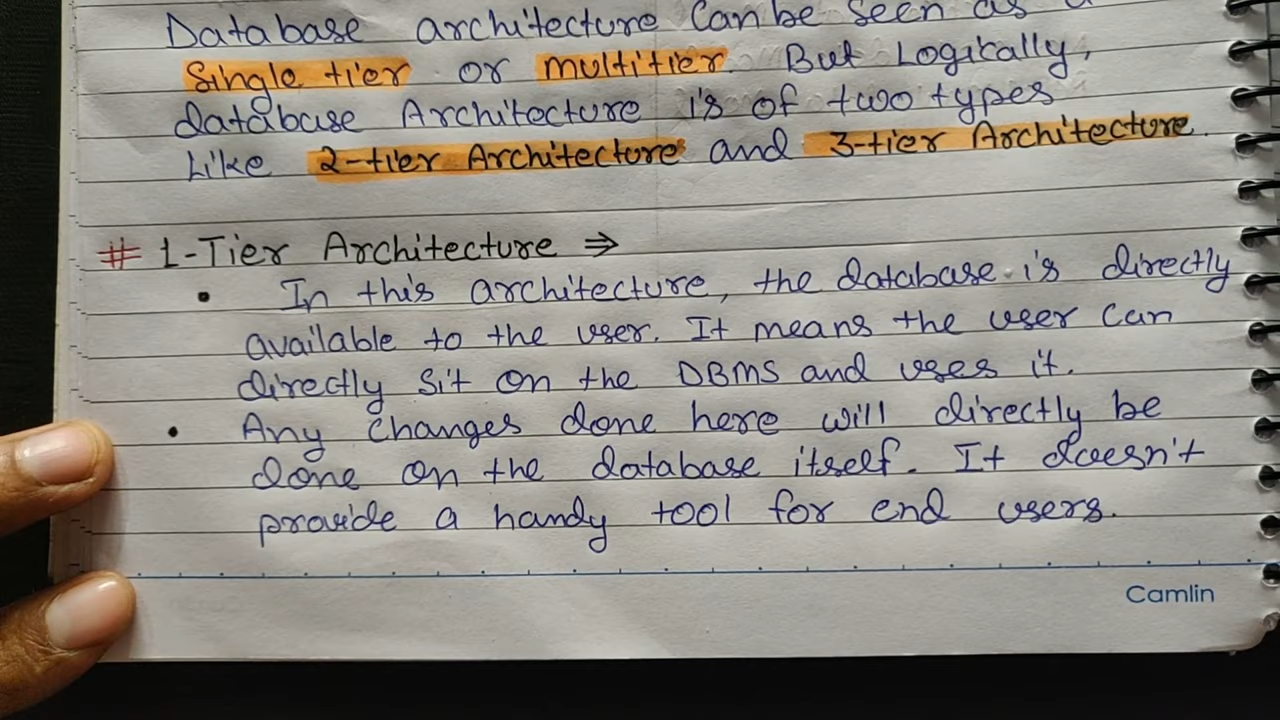 Database architecture can be seen as a
Single tier or multitier. But Logically,
database Architecture is of two types
Like 2-tier Architecture and 3-tier Architecture.
# 1-Tier Architecture ⇒
• In this architecture, the database is directly
available to the user. It means the user can
directly sit on the DBMS and uses it.
• Any changes done here will directly be
done on the database itself. It doesn't
provide a handy tool for end users.
Camlin